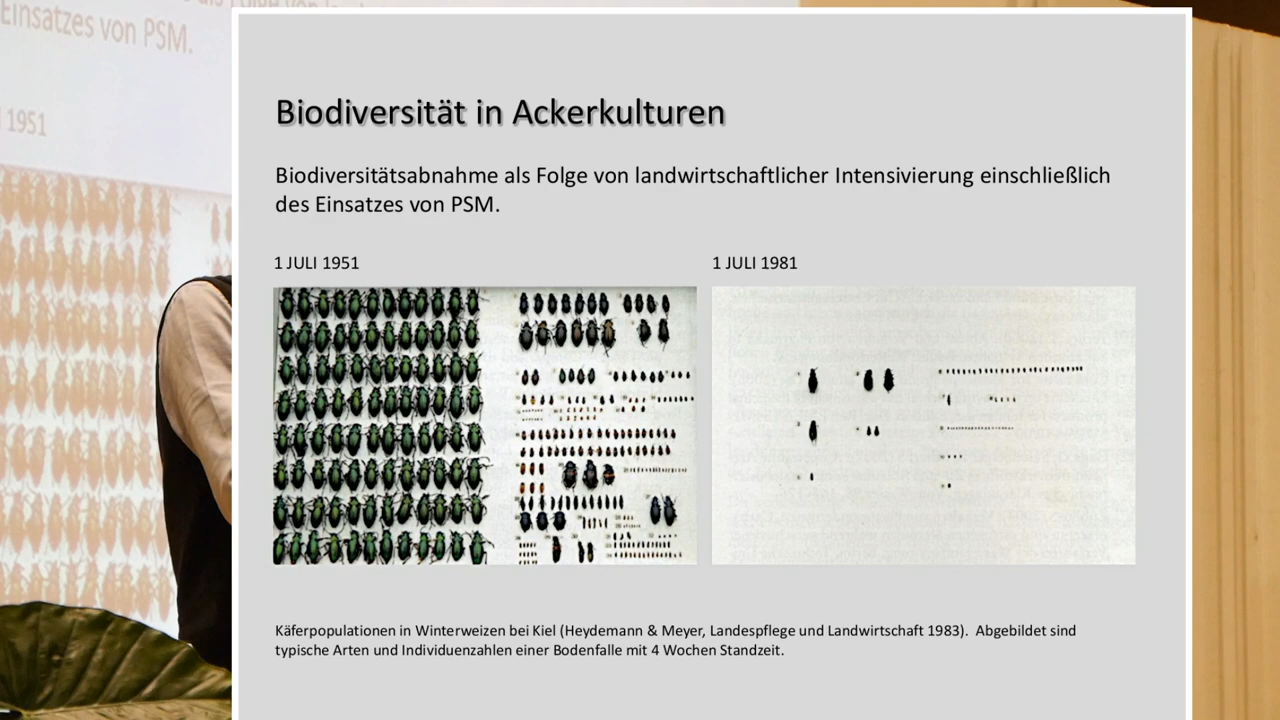 Einsatzes von PSM.
1951
Biodiversität in Ackerkulturen
Biodiversitätsabnahme als Folge von landwirtschaftlicher Intensivierung einschließlich
des Einsatzes von PSM.
1 JULI 1951
1 JULI 1981
Käferpopulationen in Winterweizen bei Kiel (Heydemann & Meyer, Landespflege und Landwirtschaft 1983). Abgebildet sind
typische Arten und Individuenzahlen einer Bodenfalle mit 4 Wochen Standzeit.